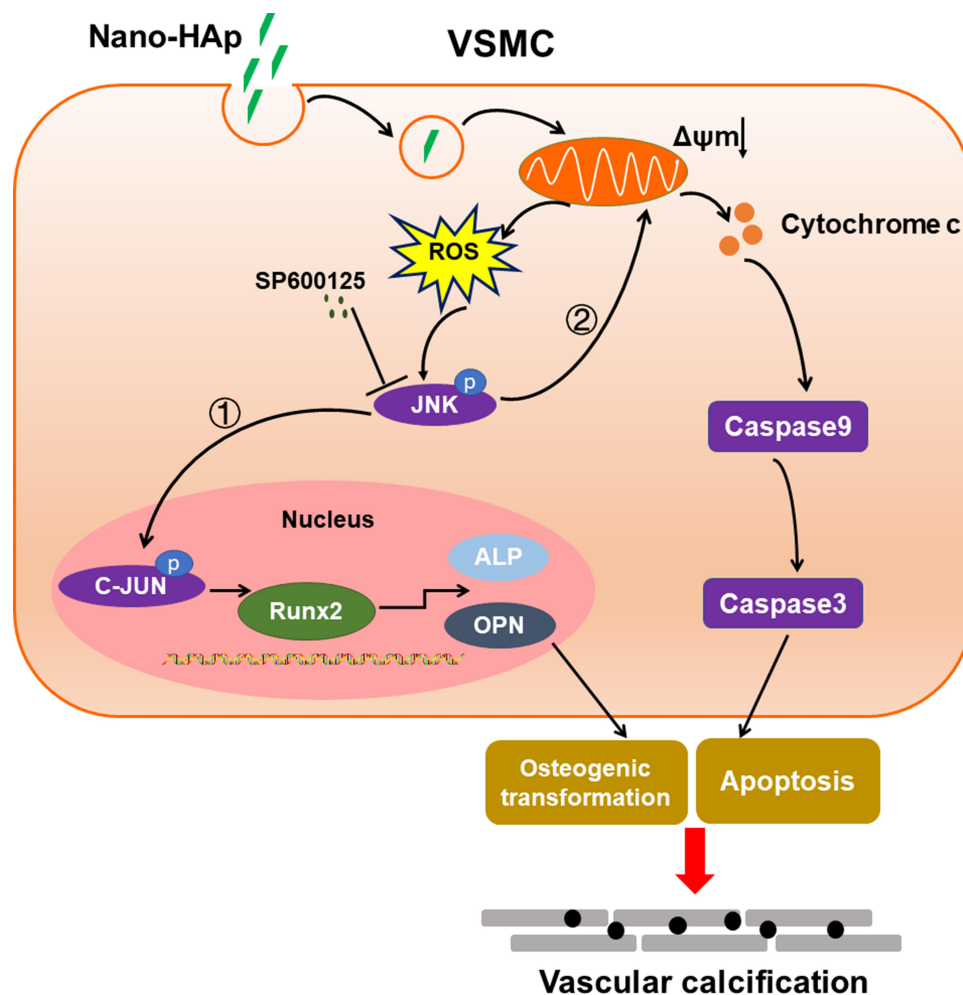 Nano-HAp
VSMC
Δψm
Cytochrome c
ROS
SP600125
②
p
JNK
①
Caspase9
Nucleus
p
C-JUN
ALP
Runx2
OPN
Caspase3
Osteogenic
transformation
Apoptosis
Vascular calcification